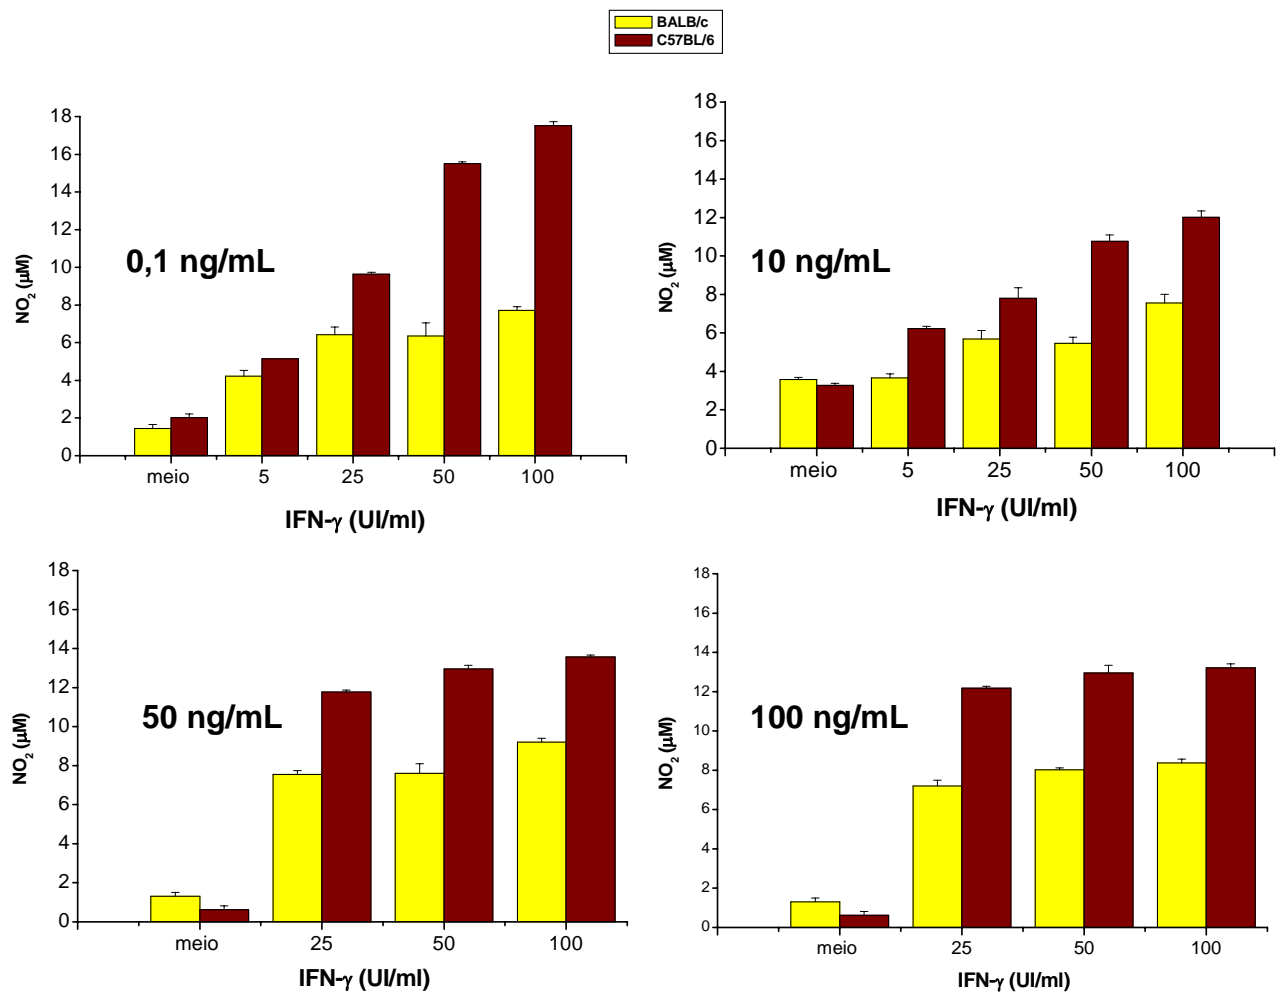 BALB/c
C57BL/6
18
16
14
12
10
8
6
4
2
0
NO2 (µM)
0,1 ng/mL
meio 5 25 50 100
IFN-γ (UI/ml)
18
16
14
12
10
8
6
4
2
0
NO2 (µM)
10 ng/mL
meio 5 25 50 100
IFN-γ (UI/ml)
18
16
14
12
10
8
6
4
2
0
NO2 (µM)
50 ng/mL
meio 25 50 100
IFN-γ (UI/ml)
18
16
14
12
10
8
6
4
2
0
NO2 (µM)
100 ng/mL
meio 25 50 100
IFN-γ (UI/ml)